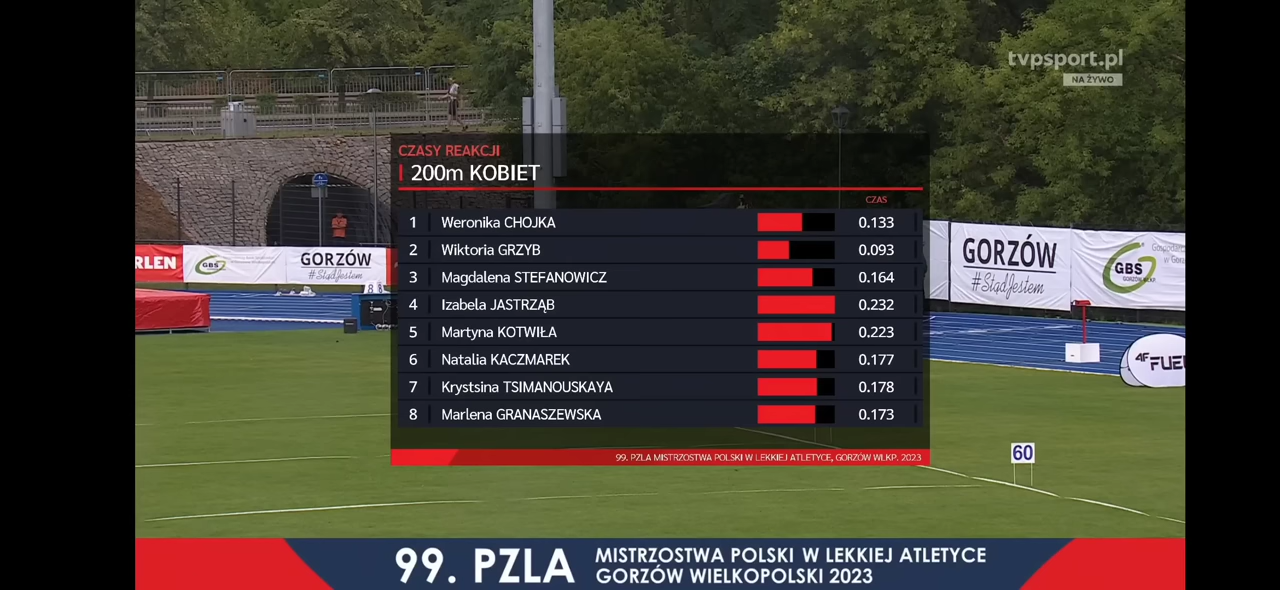 tvpsport.pl
NA ŻYWO
CZASY REAKCJI
200m KOBIET
CZAS
1 Weronika CHOJKA 0.133
2 Wiktoria GRZYB 0.093
3 Magdalena STEFANOWICZ 0.164
4 Izabela JASTRZĄB 0.232
5 Martyna KOTWIŁA 0.223
6 Natalia KACZMAREK 0.177
7 Krystsina TSIMANOUSKAYA 0.178
8 Marlena GRANASZEWSKA 0.173
99. PZLA MISTRZOSTWA POLSKI W LEKKIEJ ATLETYCE, GORZÓW WLKP. 2023
RLEN
GBS
GORZÓW
#StądJestem
GORZÓW
#StądJestem
GBS
GORZÓW WLKP.
4F FUE
60
99. PZLA
MISTRZOSTWA POLSKI W LEKKIEJ ATLETYCE
GORZÓW WIELKOPOLSKI 2023